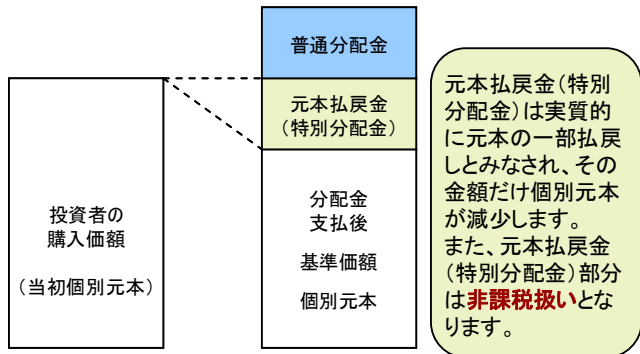 普通分配金
元本払戻金
(特別分配金)
投資者の
購入価額
(当初個別元本)
分配金
支払後
基準価額
個別元本
元本払戻金(特別
分配金)は実質的
に元本の一部払戻
しとみなされ、その
金額だけ個別元本
が減少します。
また、元本払戻金
(特別分配金)部分
は非課税扱いとな
ります。